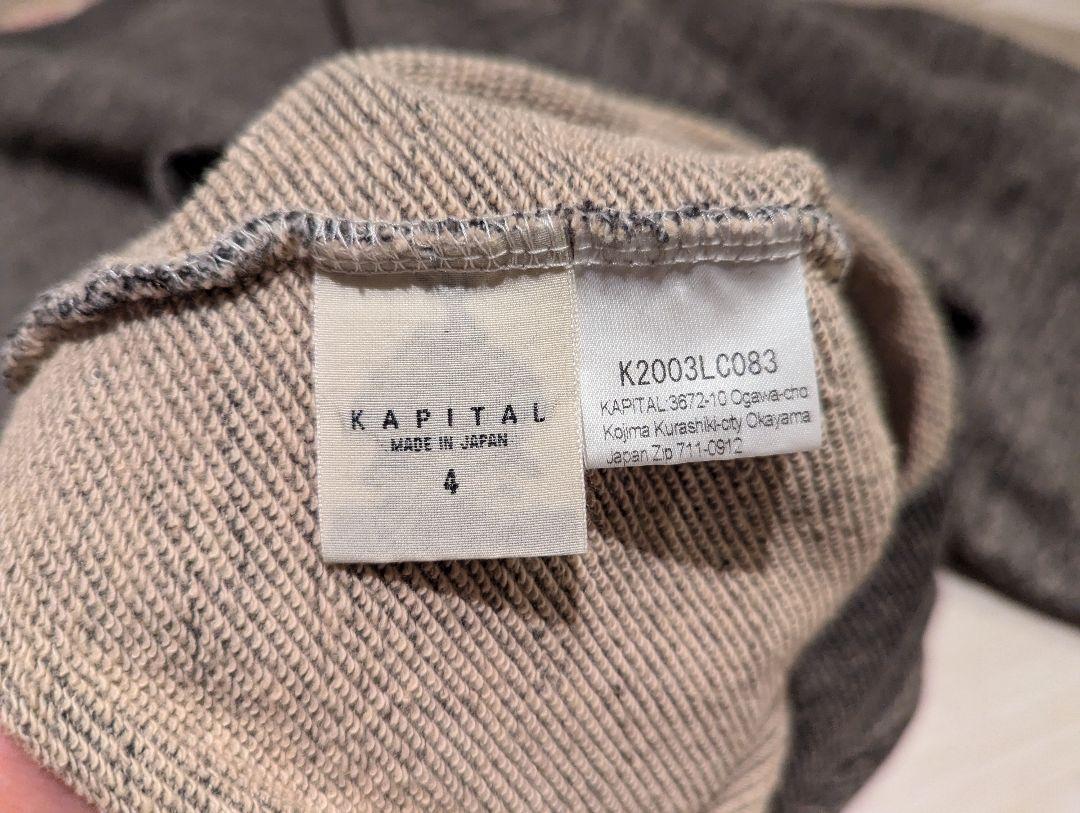 KAPITAL
MADE IN JAPAN
4
K2003LC083
KAPITAL 3672-10 Ogawa-cho
Kojima Kurashiki-city Okayama
Japan Zip 711-0912